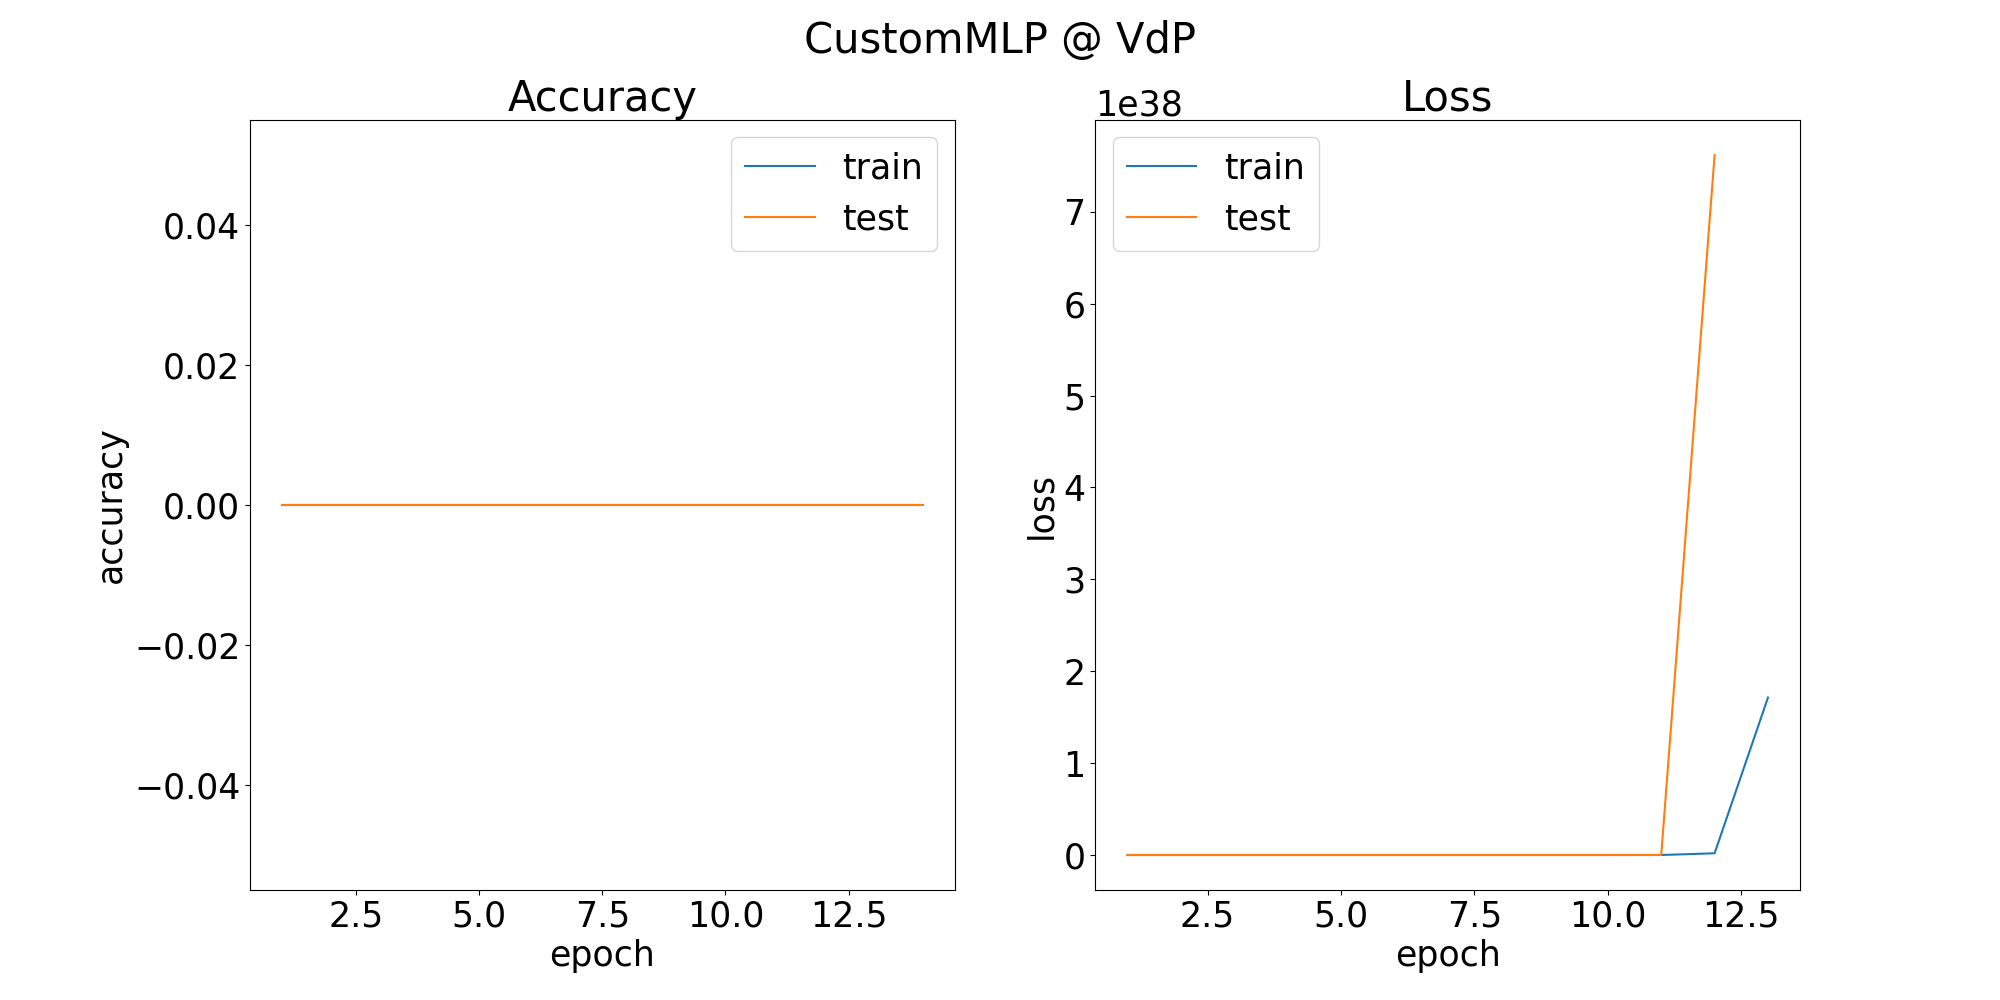 CustomMLP @ VdP
Accuracy
train
test
0.04
0.02
0.00
−0.02
−0.04
accuracy
2.5 5.0 7.5 10.0 12.5
epoch
Loss
1e38
train
test
7
6
5
4
3
2
1
0
loss
2.5 5.0 7.5 10.0 12.5
epoch